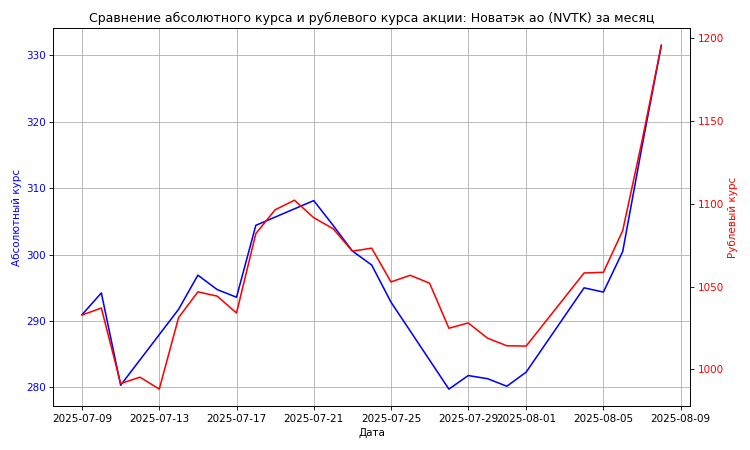 Сравнение абсолютного курса и рублевого курса акции: Новатэк ао (NVTK) за месяц
Абсолютный курс
330
320
310
300
290
280
1200
1150
1100
1050
1000
Рублевый курс
2025-07-09 2025-07-13 2025-07-17 2025-07-21 2025-07-25 2025-07-29 2025-08-01 2025-08-05 2025-08-09
Дата